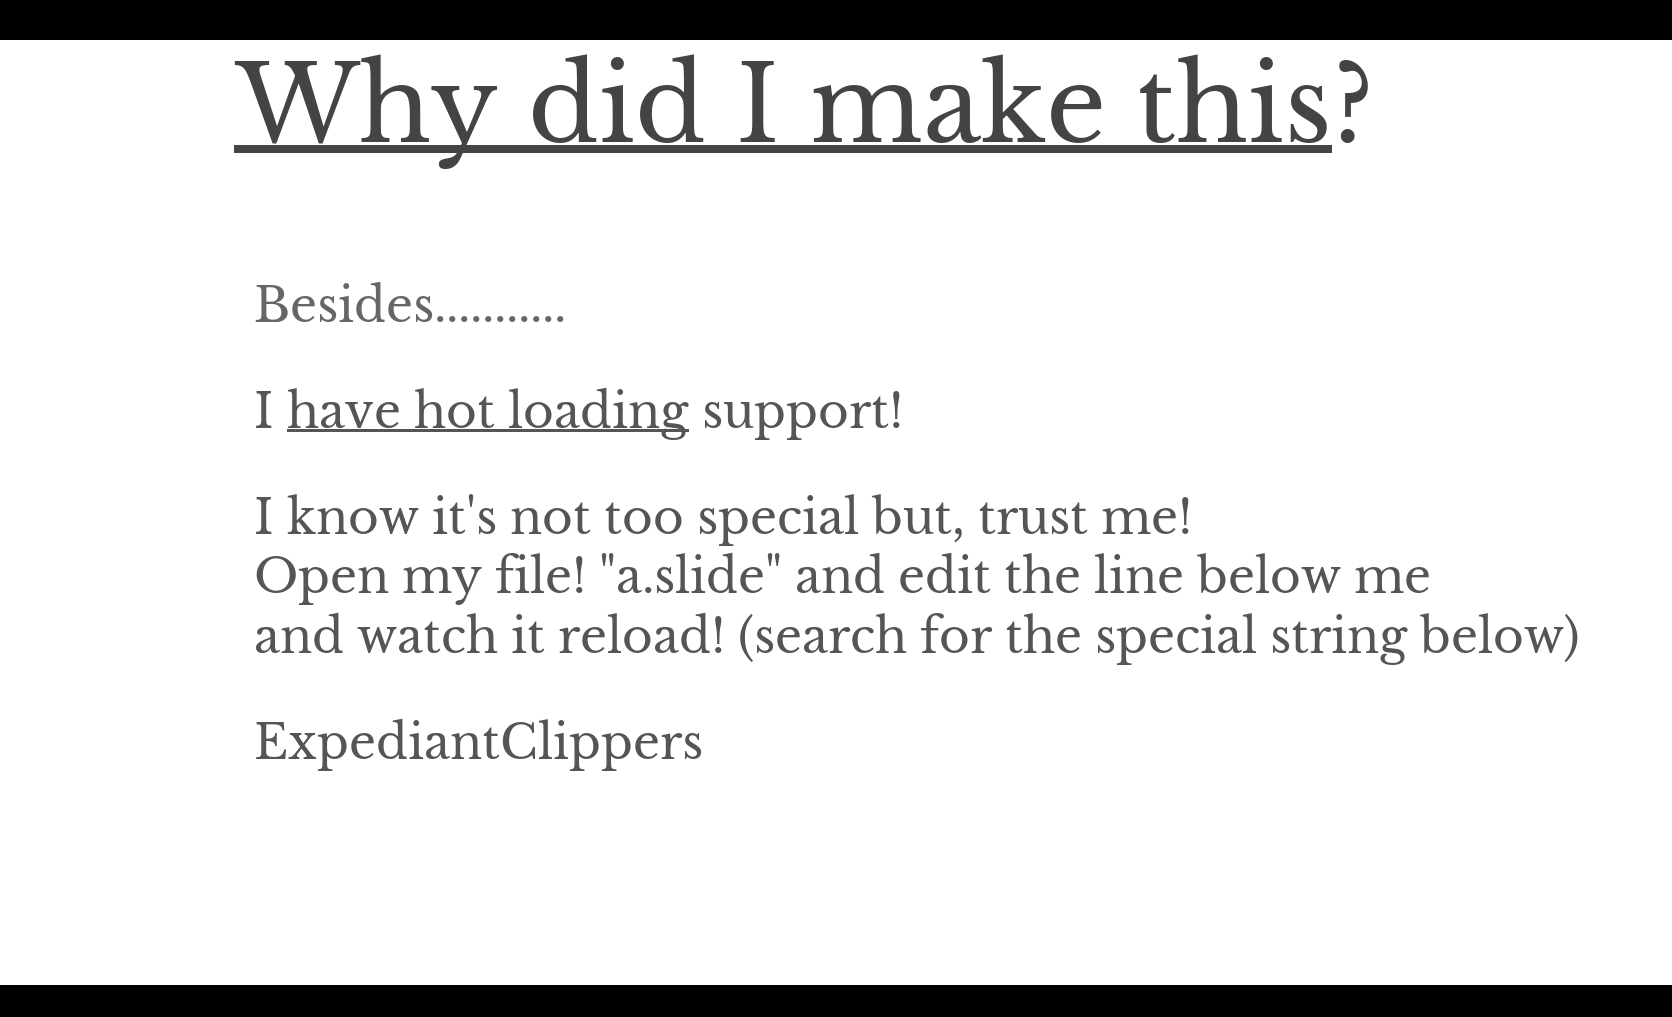 Why did I make this?
Besides...........
I have hot loading support!
I know it's not too special but, trust me!
Open my file! "a.slide" and edit the line below me
and watch it reload! (search for the special string below)
ExpediantClippers